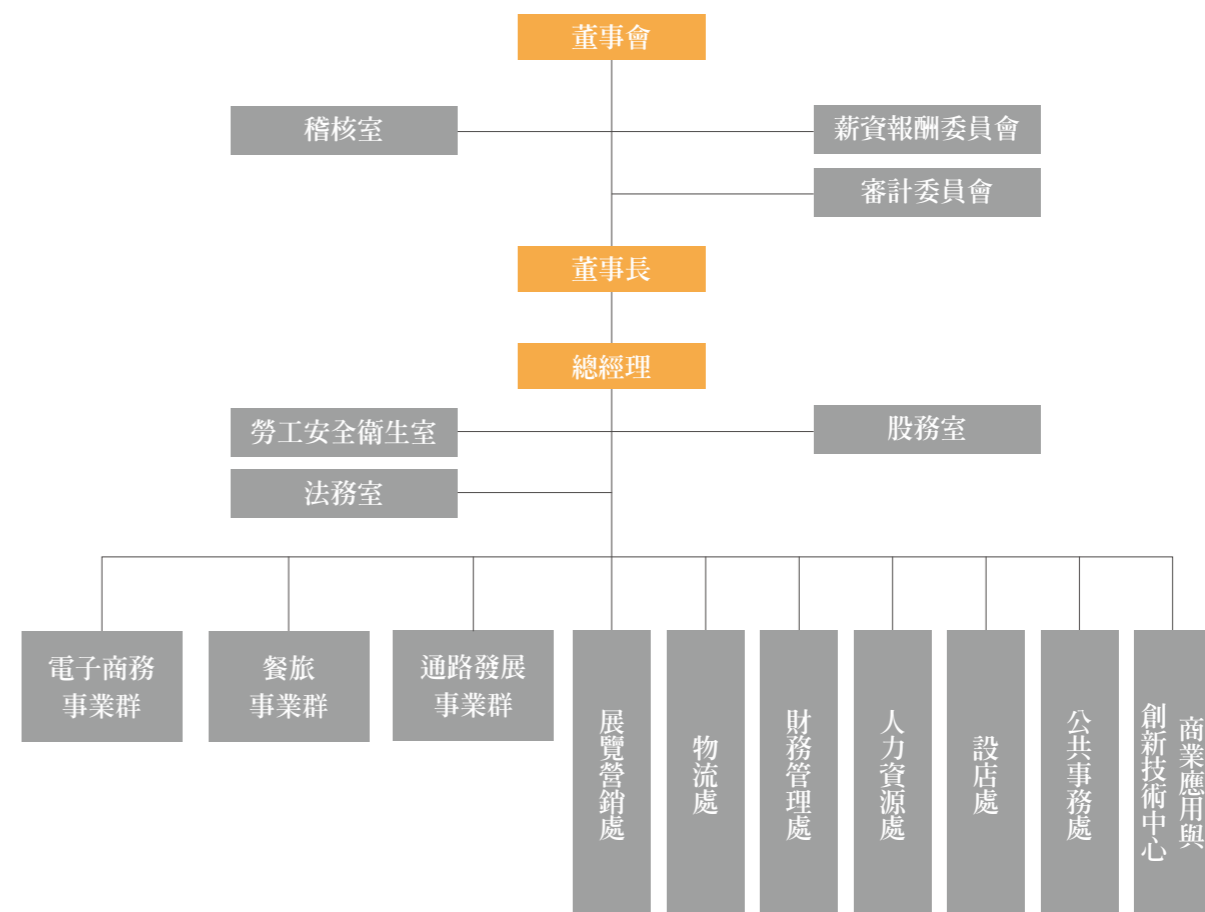 董事會
稽核室
薪資報酬委員會
審計委員會
董事長
總經理
勞工安全衛生室
股務室
法務室
電子商務
事業群
餐旅
事業群
通路發展
事業群
展覽營銷處
物流處
財務管理處
人力資源處
設店處
公共事務處
商業應用與
創新技術中心